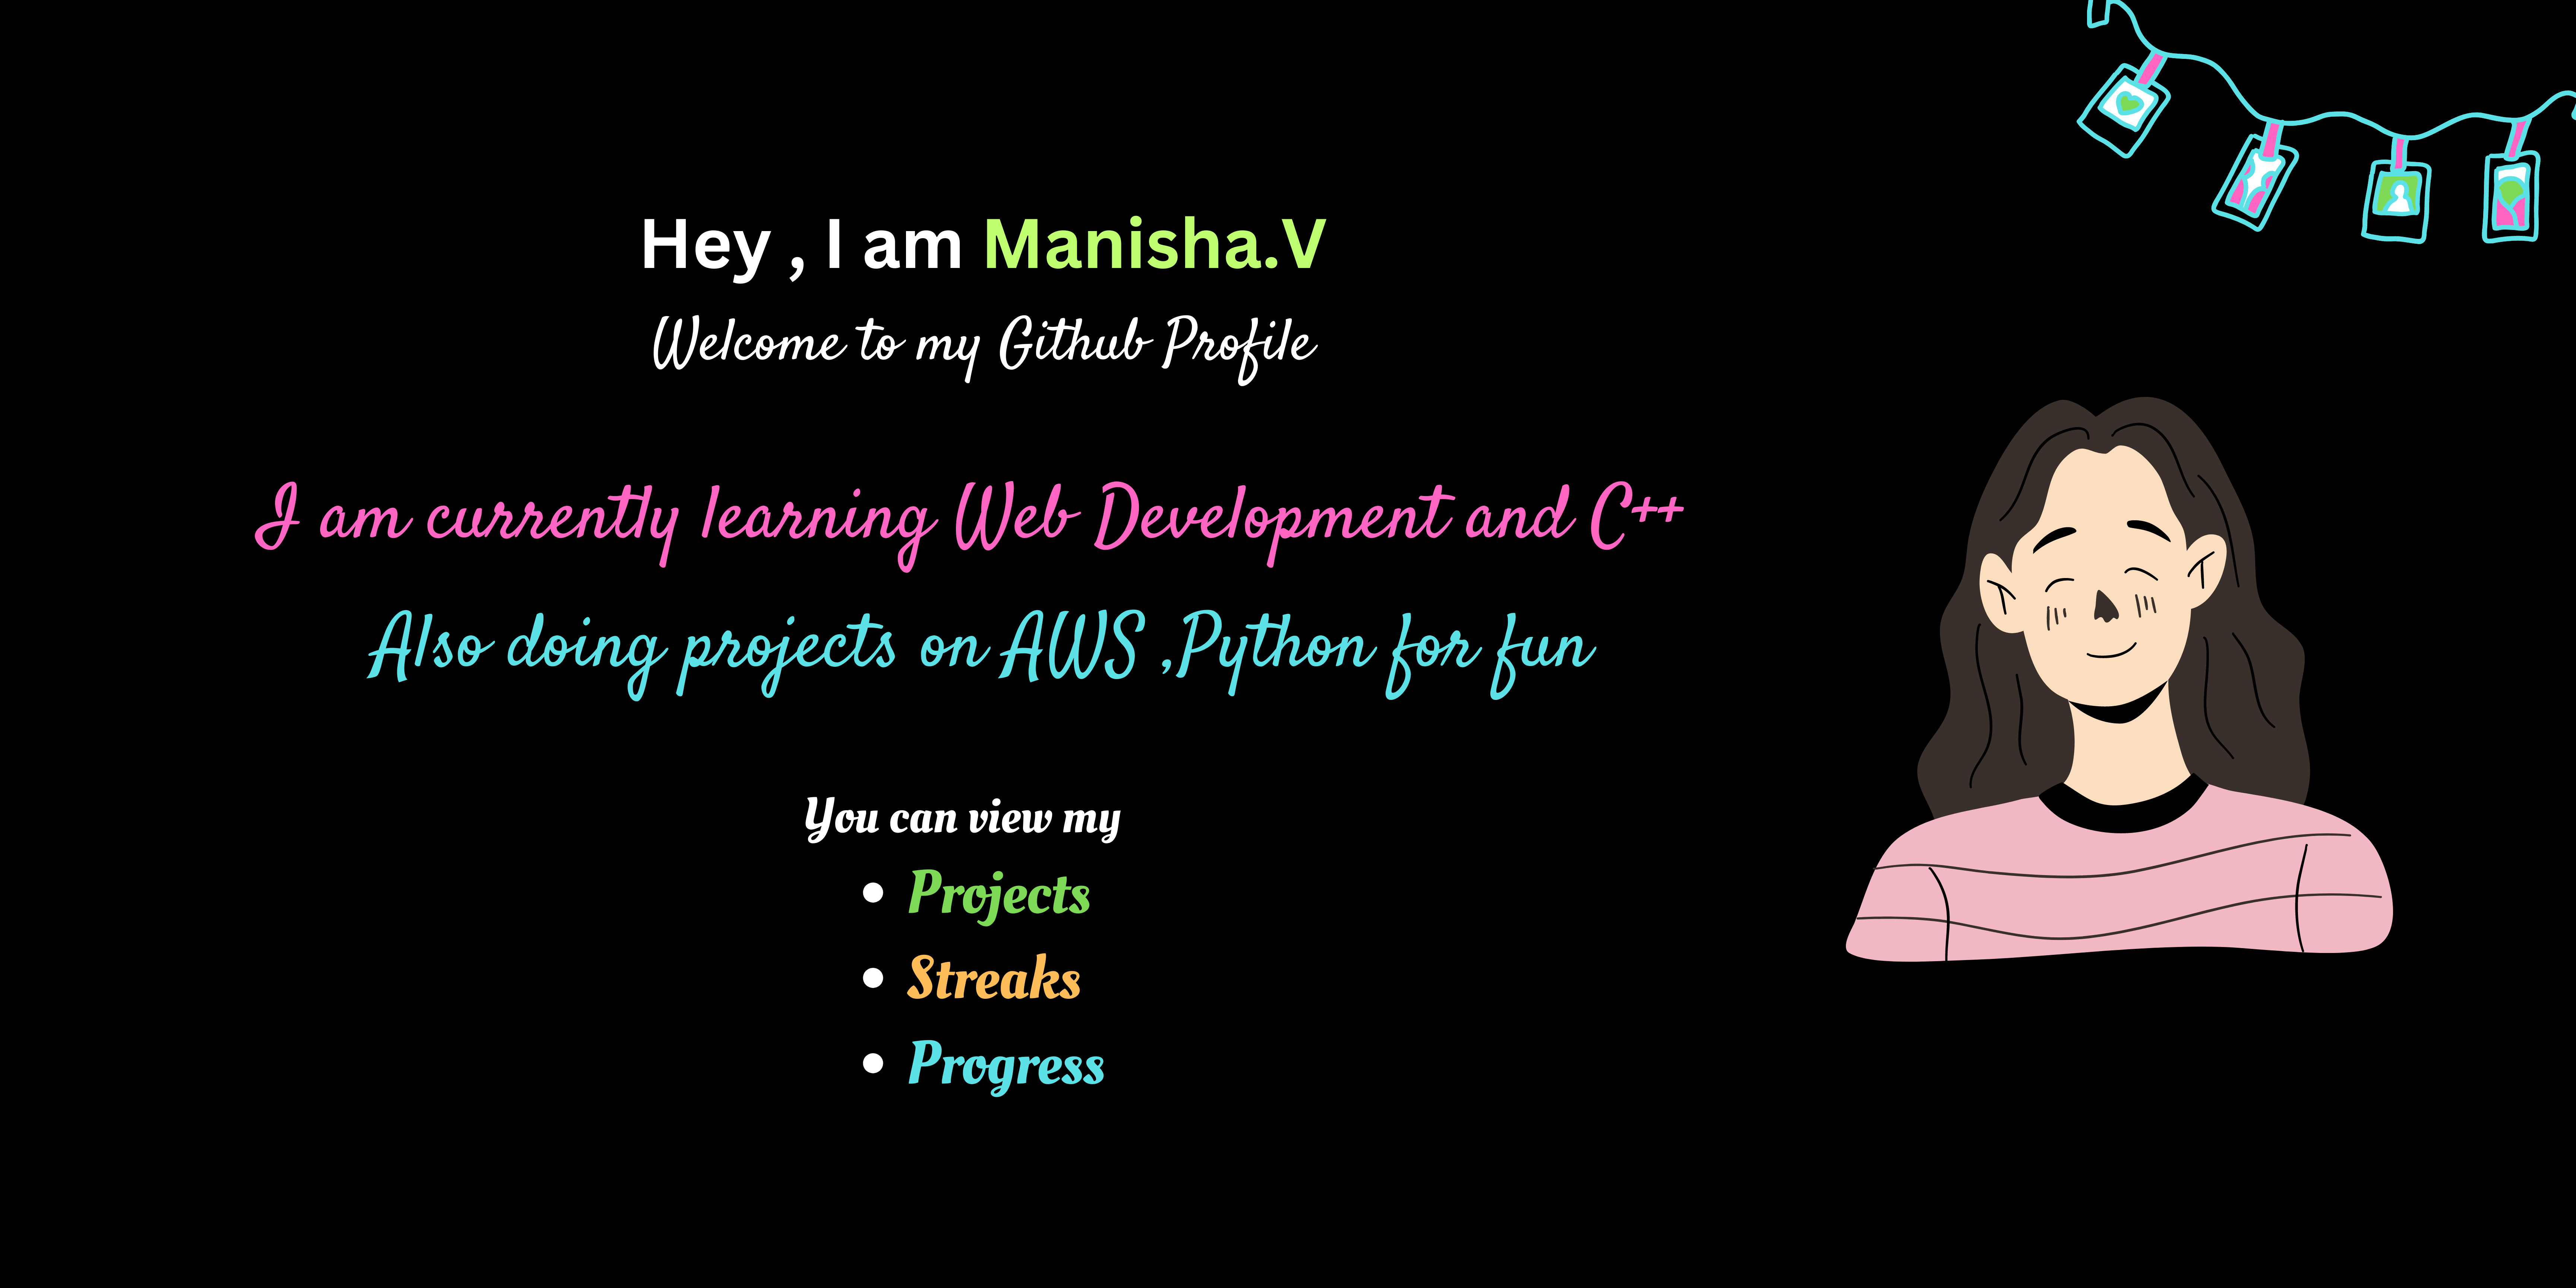 Hey , I am Manisha.V
Welcome to my Github Profile
I am currently learning Web Development and C++
Also doing projects on AWS ,Python for fun
You can view my
• Projects
• Streaks
• Progress